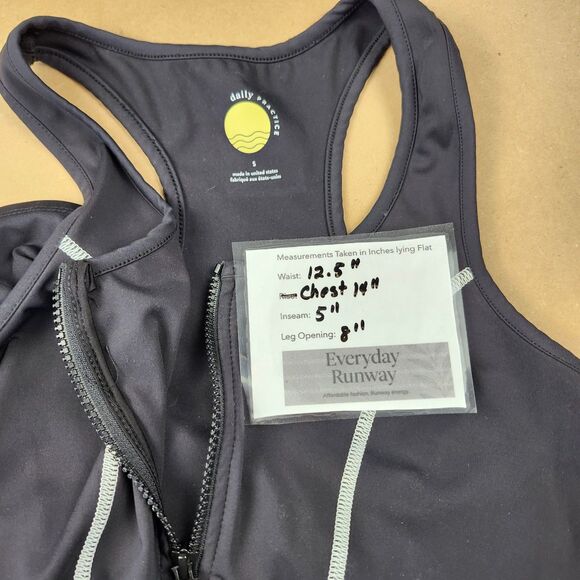 daily PRACTICE
S
made in united states
fabriqué aux états-unis
Measurements Taken in Inches lying Flat
Waist: 12.5"
Chest 14"
Inseam: 5"
Leg Opening: 8"
Everyday
Runway
Affordable fashion. Runway energy.